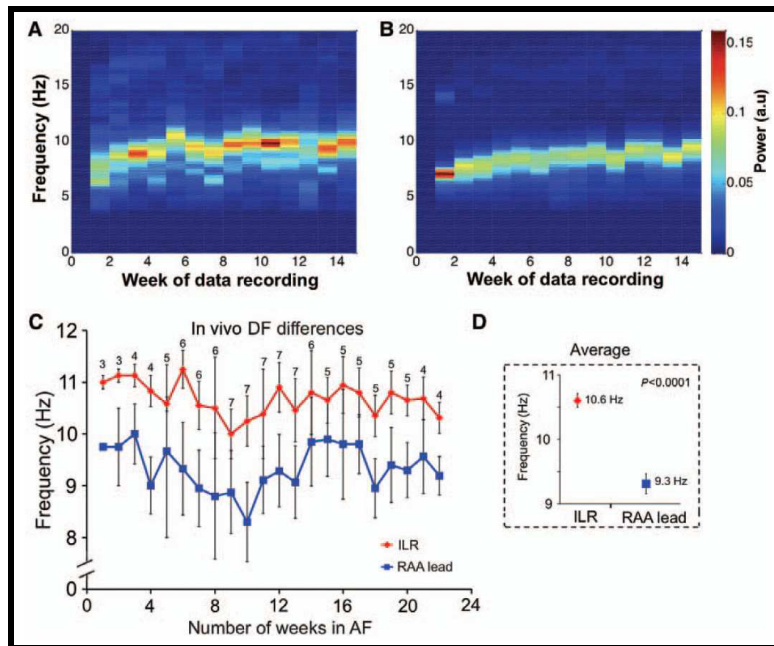 A
B
20
15
10
5
0
Frequency (Hz)
0 2 4 6 8 10 12 14
Week of data recording
20
15
10
5
0
0 2 4 6 8 10 12 14
Week of data recording
0.15
0.1
0.05
0
Power (a.u)
C
In vivo DF differences
12
11
10
9
8
0
Frequency (Hz)
3 3 4 4 5 6 7 6 7 7 7 7 7 6 5 5 5 5 5 5 4 4
ILR
RAA lead
0 4 8 12 16 20 24
Number of weeks in AF
D
Average
P<0.0001
11
10
9
Frequency (Hz)
10.6 Hz
9.3 Hz
ILR RAA lead